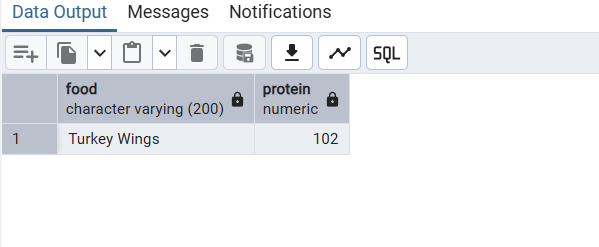 Data Output Messages Notifications
SQL
food protein
character varying (200) numeric
1 Turkey Wings 102